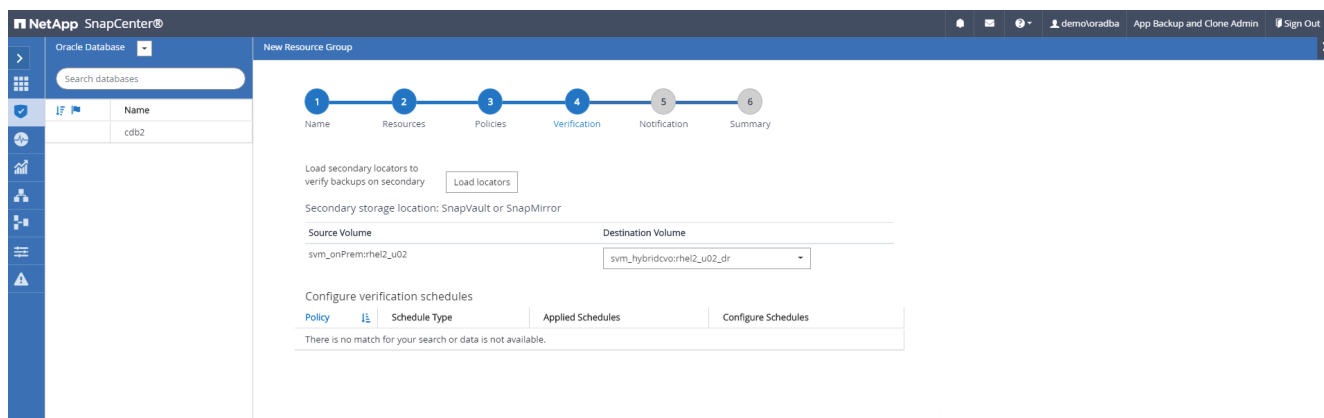 NetApp SnapCenter®
demo\oradba App Backup and Clone Admin Sign Out
Oracle Database
New Resource Group
Search databases
Name
cdb2
1 2 3 4 5 6
Name Resources Policies Verification Notification Summary
Load secondary locators to
verify backups on secondary
Load locators
Secondary storage location: SnapVault or SnapMirror
Source Volume Destination Volume
svm_onPrem:rhel2_u02 svm_hybridcvo:rhel2_u02_dr
Configure verification schedules
Policy Schedule Type Applied Schedules Configure Schedules
There is no match for your search or data is not available.